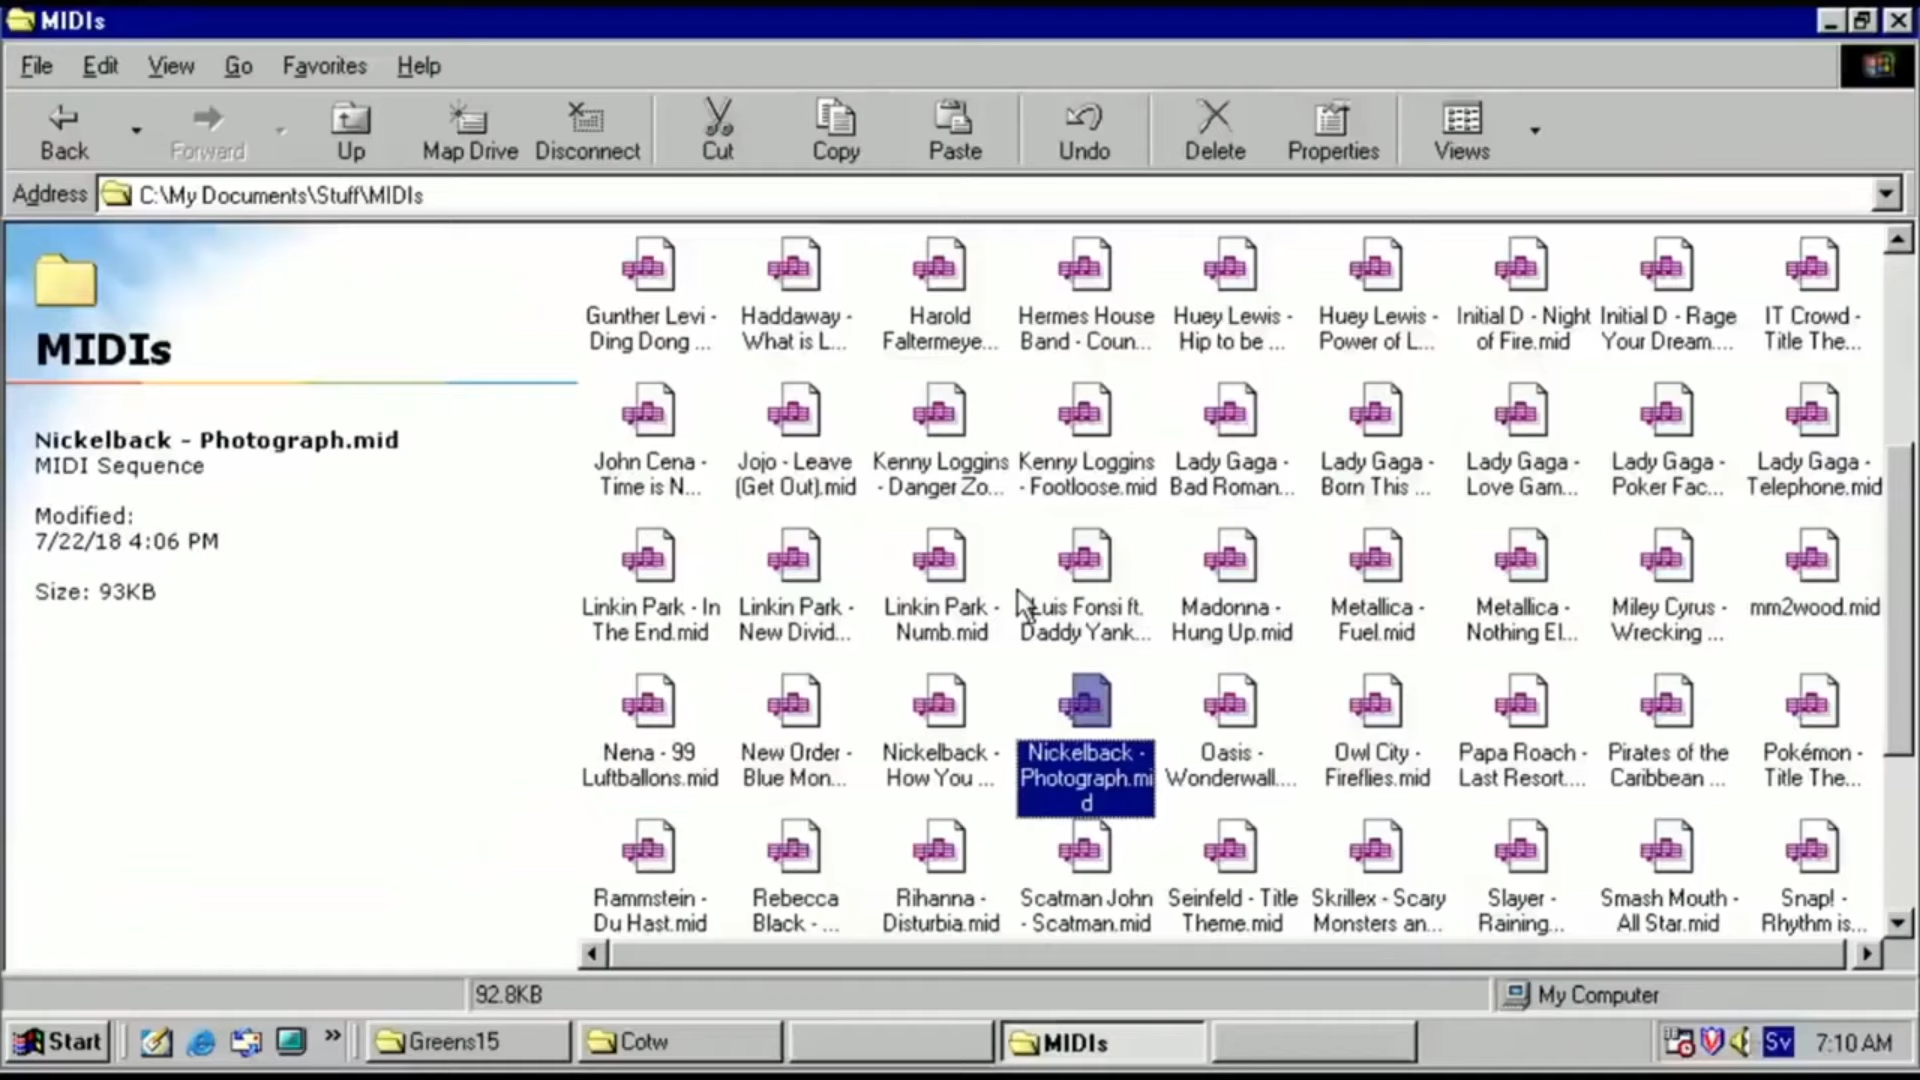 MIDIs
File Edit View Go Favorites Help
Back Forward Up Map Drive Disconnect Cut Copy Paste Undo Delete Properties Views
Address C:\My Documents\Stuff\MIDIs
MIDIs
Nickelback - Photograph.mid
MIDI Sequence
Modified:
7/22/18 4:06 PM
Size: 93KB
Gunther Levi -
Ding Dong ...
Haddaway -
What is L...
Harold
Faltermeye...
Hermes House
Band - Coun...
Huey Lewis -
Hip to be ...
Huey Lewis -
Power of L...
Initial D - Night
of Fire.mid
Initial D - Rage
Your Dream....
IT Crowd -
Title The...
John Cena -
Time is N...
Jojo - Leave
(Get Out).mid
Kenny Loggins
- Danger Zo...
Kenny Loggins
- Footloose.mid
Lady Gaga -
Bad Roman...
Lady Gaga -
Born This ...
Lady Gaga -
Love Gam...
Lady Gaga -
Poker Fac...
Lady Gaga -
Telephone.mid
Linkin Park - In
The End.mid
Linkin Park -
New Divid...
Linkin Park -
Numb.mid
Luis Fonsi ft.
Daddy Yank...
Madonna -
Hung Up.mid
Metallica -
Fuel.mid
Metallica -
Nothing El...
Miley Cyrus -
Wrecking ...
mm2wood.mid
Nena - 99
Luftballons.mid
New Order -
Blue Mon...
Nickelback -
How You ...
Nickelback -
Photograph.mi
d
Oasis -
Wonderwall....
Owl City -
Fireflies.mid
Papa Roach -
Last Resort....
Pirates of the
Caribbean ...
Pokémon -
Title The...
Rammstein -
Du Hast.mid
Rebecca
Black - ...
Rihanna -
Disturbia.mid
Scatman John
- Scatman.mid
Seinfeld - Title
Theme.mid
Skrillex - Scary
Monsters an...
Slayer -
Raining...
Smash Mouth -
All Star.mid
Snap! -
Rhythm is...
92.8KB
My Computer
Start » Greens15 Cotw MIDIs Sv 7:10 AM